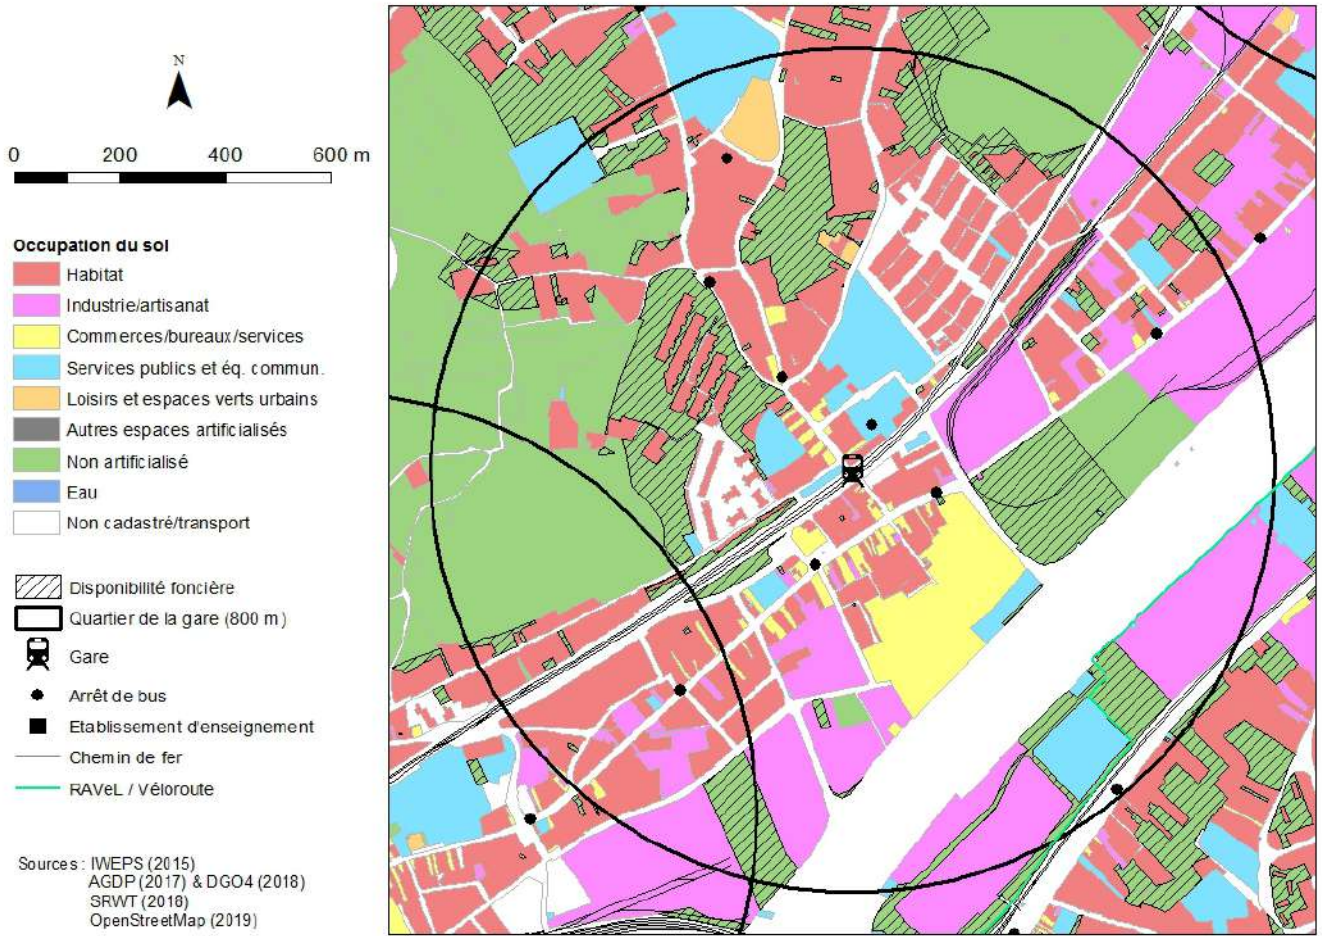 N
0 200 400 600 m
Occupation du sol
Habitat
Industrie/artisanat
Commerces/bureaux/services
Services publics et éq. commun.
Loisirs et espaces verts urbains
Autres espaces artificialisés
Non artificialisé
Eau
Non cadastré/transport
Disponibilité foncière
Quartier de la gare (800 m)
Gare
Arrêt de bus
Etablissement d'enseignement
Chemin de fer
RAVeL / Véloroute
Sources : IWEPS (2015)
AGDP (2017) & DGO4 (2018)
SRWT (2018)
OpenStreetMap (2019)